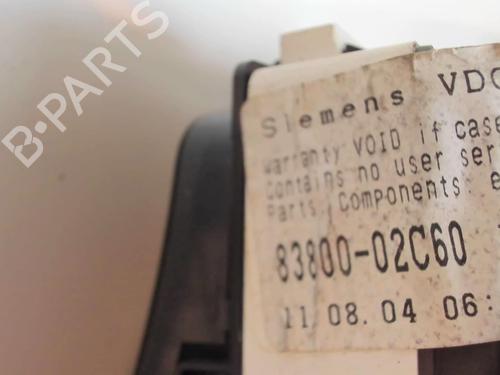 B-PARTS
Siemens VDO
Warranty VOID if case
Contains no user ser
Parts Components e
83800-02C60
11.08.04 06: